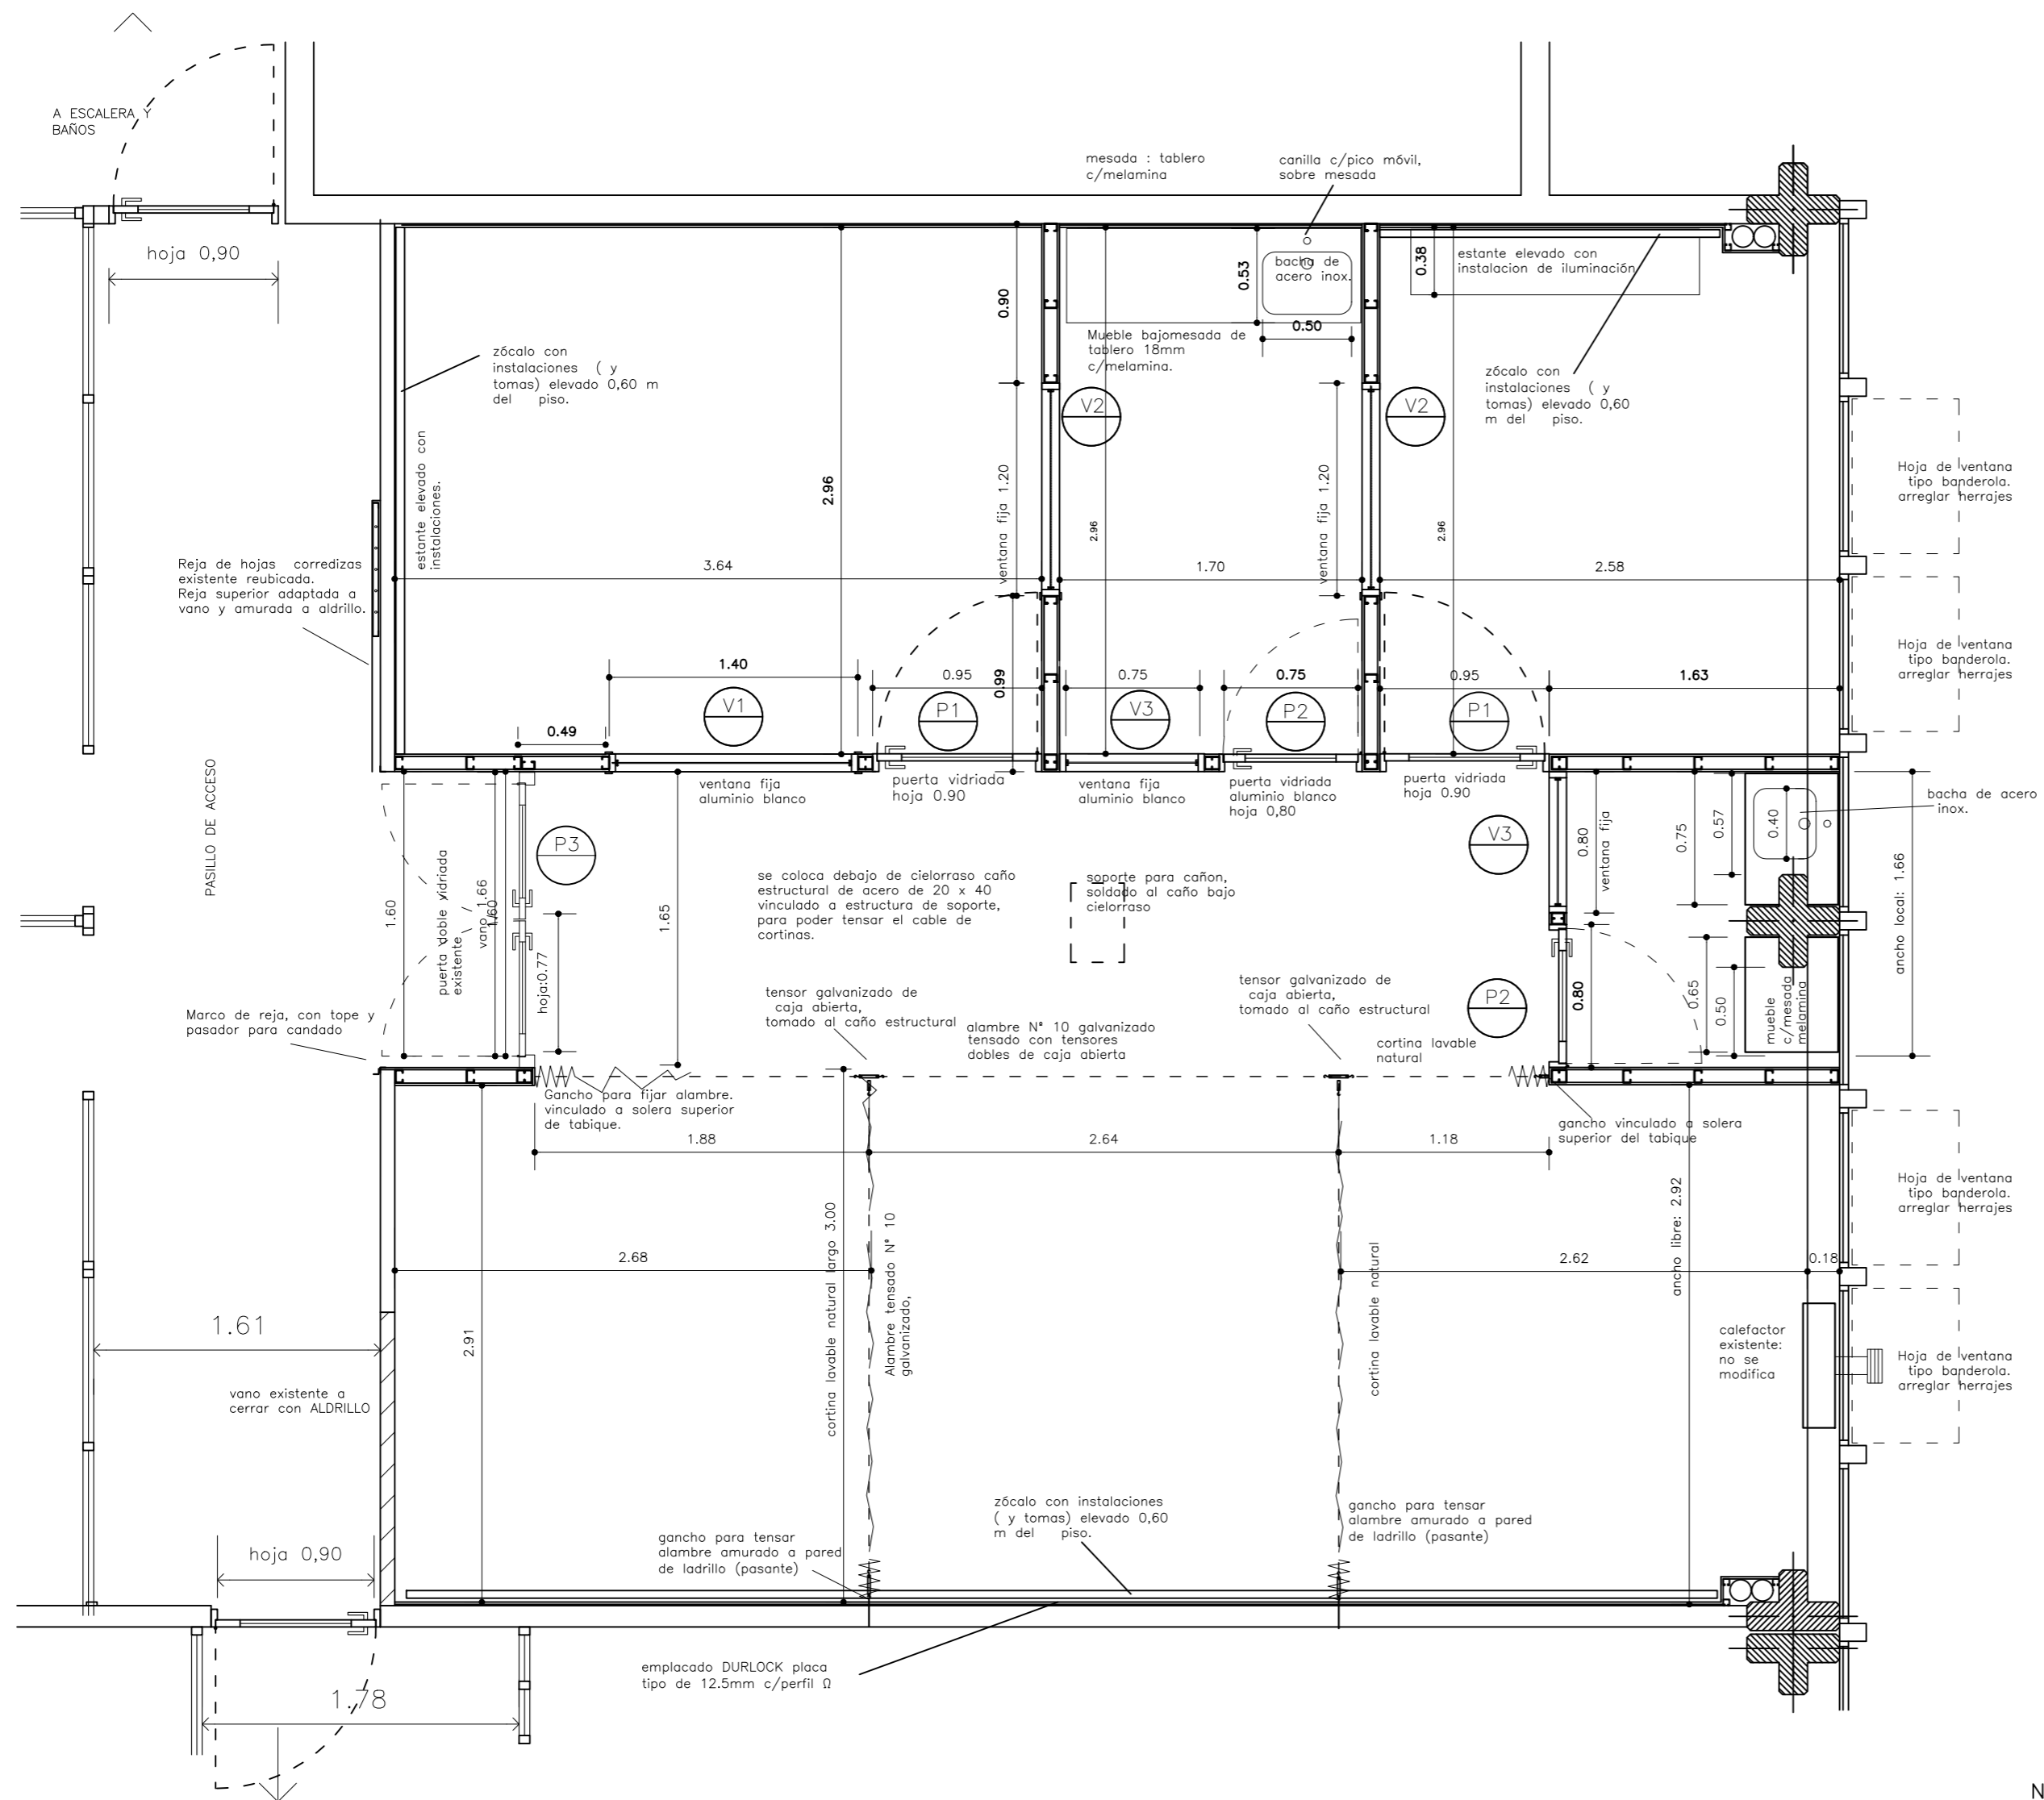 A ESCALERA Y
BAÑOS
hoja 0,90
mesada : tablero
c/melamina
canilla c/pico móvil,
sobre mesada
bacha de
acero inox.
0.53
0.50
0.38
estante elevado con
instalacion de iluminación
0.90
Mueble bajomesada de
tablero 18mm
c/melamina.
zócalo con
instalaciones ( y
tomas) elevado 0,60 m
del piso.
zócalo con
instalaciones ( y
tomas) elevado 0,60
m del piso.
V2
V2
estante elevado con
instalaciones.
2.96
ventana fija 1.20
2.96
ventana fija 1.20
2.96
Hoja de ventana
tipo banderola.
arreglar herrajes
Reja de hojas corredizas
existente reubicada.
Reja superior adaptada a
vano y amurada a aldrillo.
3.64
1.70
2.58
Hoja de ventana
tipo banderola.
arreglar herrajes
1.40
0.95
0.99
0.75
0.75
0.95
1.63
V1
P1
V3
P2
P1
0.49
PASILLO DE ACCESO
ventana fija
aluminio blanco
puerta vidriada
hoja 0.90
ventana fija
aluminio blanco
puerta vidriada
aluminio blanco
hoja 0,80
puerta vidriada
hoja 0.90
bacha de acero
inox.
P3
V3
0.80
ventana fija
0.75
0.57
0.40
ancho local: 1.66
1.60
puerta doble vidriada
existente
vano 1.66
1.60
hoja:0.77
1.65
se coloca debajo de cielorraso caño
estructural de acero de 20 x 40
vinculado a estructura de soporte,
para poder tensar el cable de
cortinas.
soporte para cañon,
soldado al caño bajo
cielorraso
tensor galvanizado de
caja abierta,
tomado al caño estructural
tensor galvanizado de
caja abierta,
tomado al caño estructural
P2
0.80
0.65
0.50
mueble
c/mesada
melamina
Marco de reja, con tope y
pasador para candado
alambre N° 10 galvanizado
tensado con tensores
dobles de caja abierta
cortina lavable
natural
Gancho para fijar alambre.
vinculado a solera superior
de tabique.
gancho vinculado a solera
superior del tabique
1.88
2.64
1.18
Hoja de ventana
tipo banderola.
arreglar herrajes
2.68
cortina lavable natural largo 3.00
Alambre tensado N° 10
galvanizado,
cortina lavable natural
2.62
ancho libre: 2.92
0.18
1.61
2.91
calefactor
existente:
no se
modifica
Hoja de ventana
tipo banderola.
arreglar herrajes
vano existente a
cerrar con ALDRILLO
hoja 0,90
gancho para tensar
alambre amurado a pared
de ladrillo (pasante)
zócalo con instalaciones
( y tomas) elevado 0,60
m del piso.
gancho para tensar
alambre amurado a pared
de ladrillo (pasante)
emplacado DURLOCK placa
tipo de 12.5mm c/perfil Ω
1.78
N